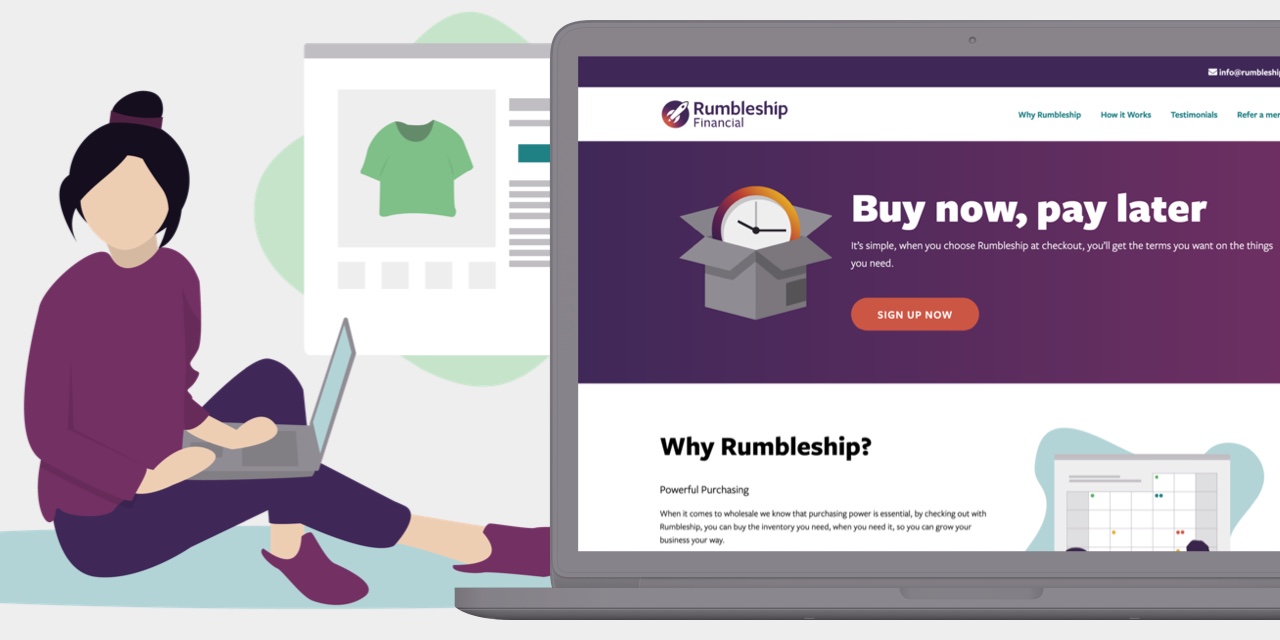 info@rumbleship
Rumbleship
Financial
Why Rumbleship
How it Works
Testimonials
Refer a
Buy now, pay later
It's simple, when you choose Rumbleship at checkout, you'll get the terms you want on the things
you need.
SIGN UP NOW
Why Rumbleship?
Powerful Purchasing
When it comes to wholesale we know that purchasing power is essential, by checking out with
Rumbleship, you can buy the inventory you need, when you need it, so you can grow your
business your way.